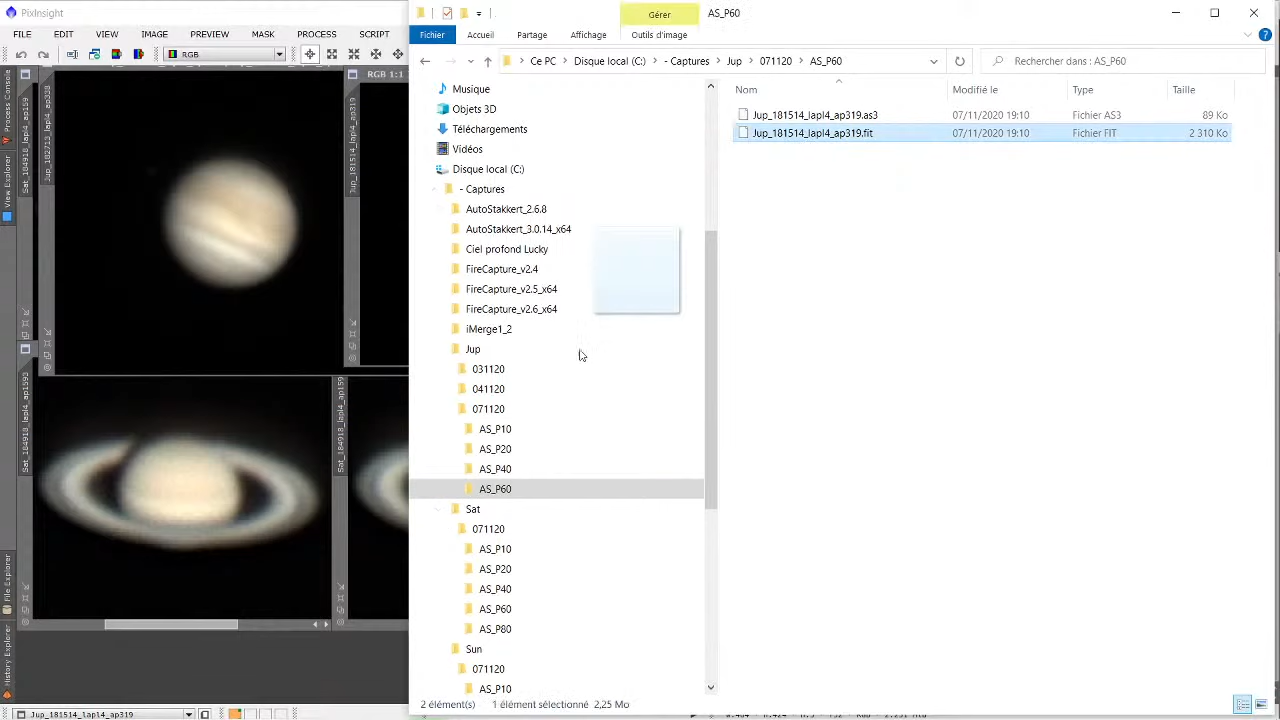 PixInsight
FILE EDIT VIEW IMAGE PREVIEW MASK PROCESS SCRIPT
RGB
RGB 1:1
Jup_181514_lapl4_ap319
Sat_184918_lapl4_ap159
File Explorer
History Explorer
Jup_181514_lapl4_ap319
Gérer
AS_P60
Fichier Accueil Partage Affichage Outils d'image
Ce PC > Disque local (C:) > - Captures > Jup > 071120 > AS_P60
Rechercher dans : AS_P60
Musique
Objets 3D
Téléchargements
Vidéos
Disque local (C:)
- Captures
AutoStakkert_2.6.8
AutoStakkert_3.0.14_x64
Ciel profond Lucky
FireCapture_v2.4
FireCapture_v2.5_x64
FireCapture_v2.6_x64
iMerge1_2
Jup
031120
041120
071120
AS_P10
AS_P20
AS_P40
AS_P60
Sat
071120
AS_P10
AS_P20
AS_P40
AS_P60
AS_P80
Sun
071120
AS_P10
Nom Modifié le Type Taille
Jup_181514_lapl4_ap319.as3 07/11/2020 19:10 Fichier AS3 89 Ko
Jup_181514_lapl4_ap319.fit 07/11/2020 19:10 Fichier FIT 2 310 Ko
2 élément(s) 1 élément sélectionné 2,25 Mo